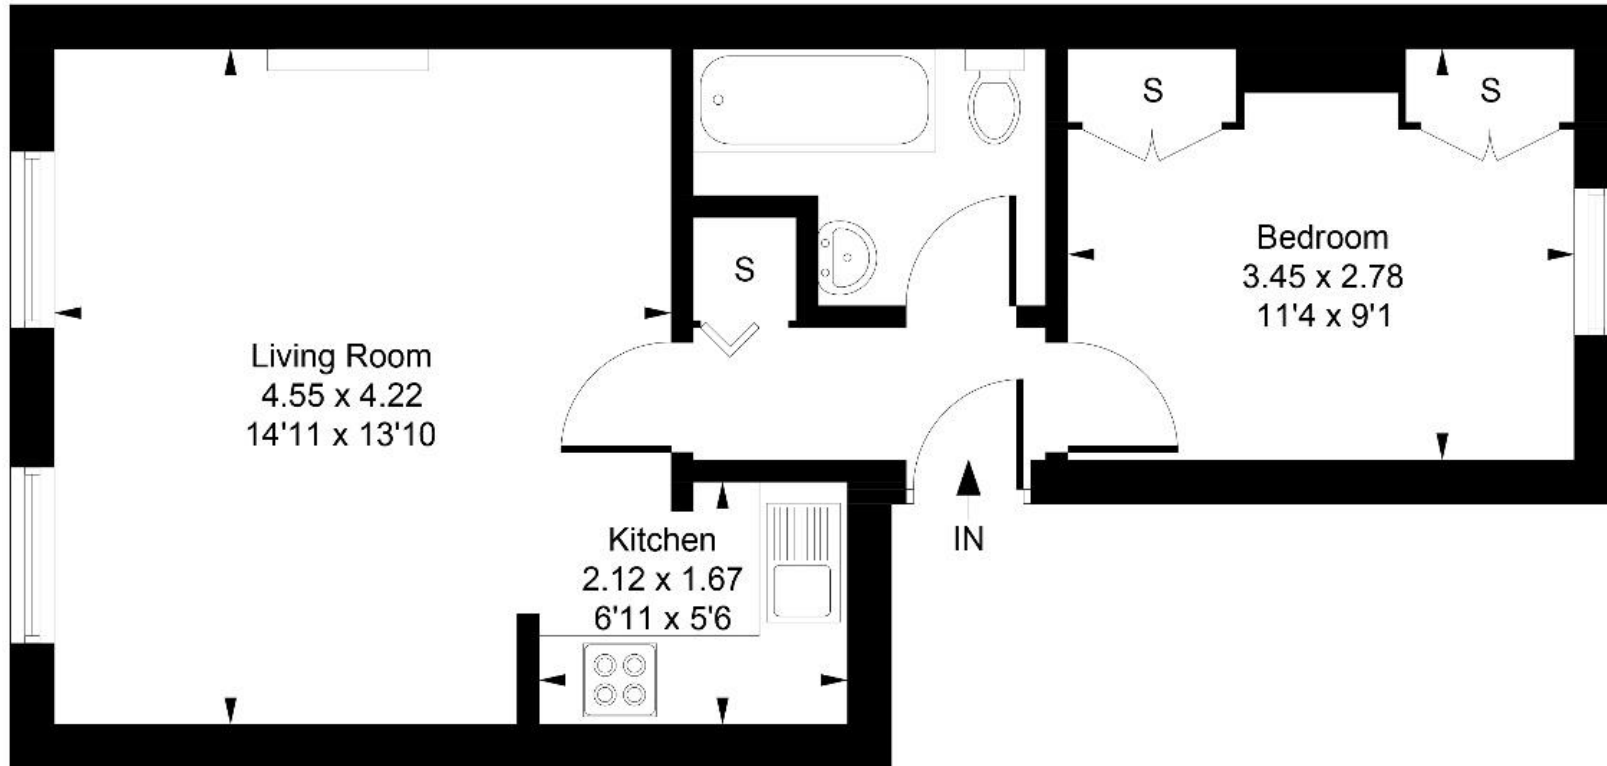 S
S
S
Bedroom
3.45 x 2.78
11'4 x 9'1
Living Room
4.55 x 4.22
14'11 x 13'10
IN
Kitchen
2.12 x 1.67
6'11 x 5'6